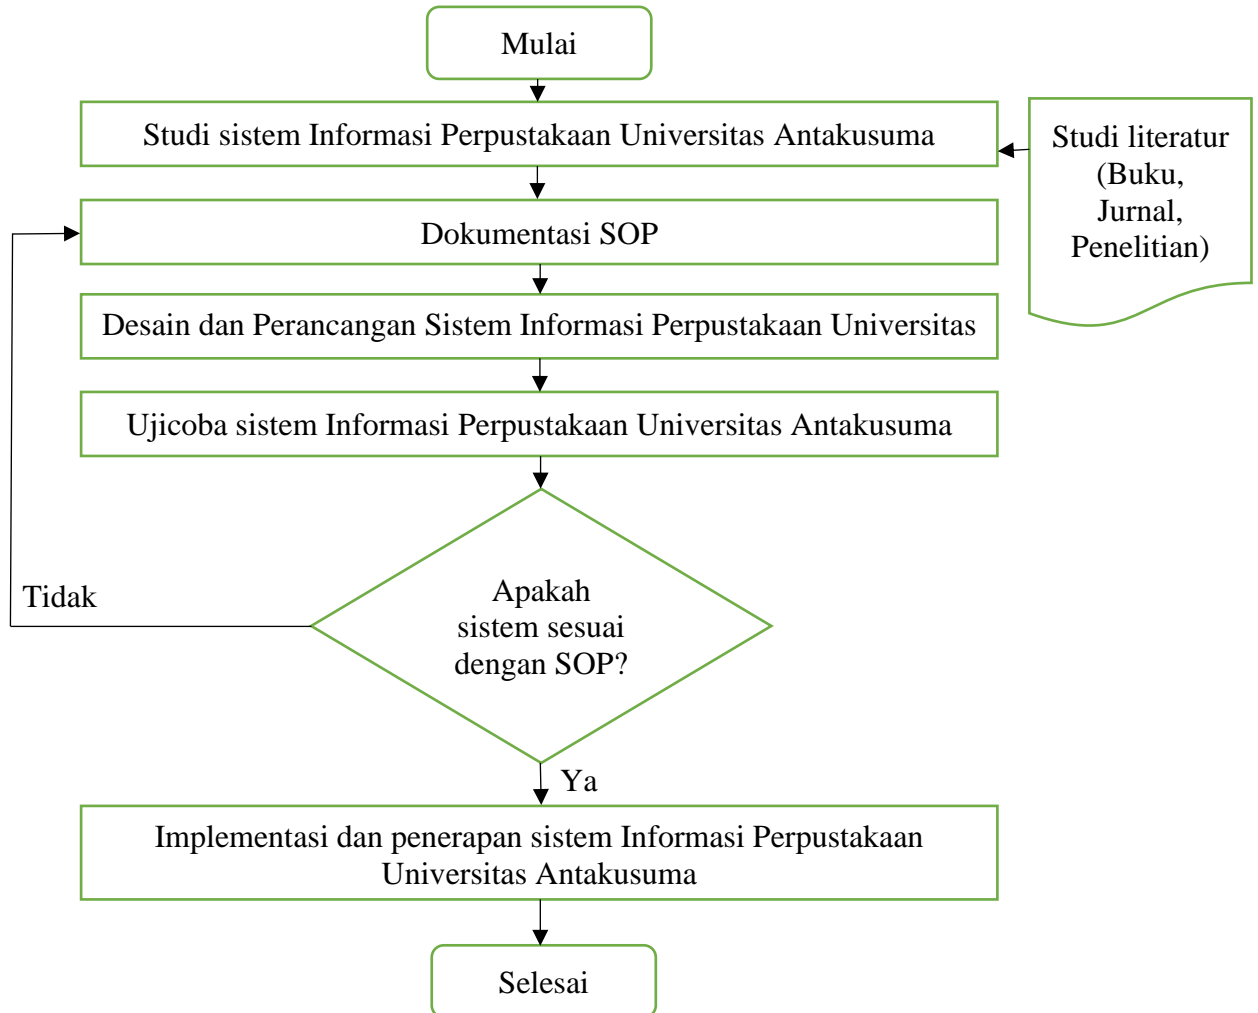 Mulai
Studi sistem Informasi Perpustakaan Universitas Antakusuma
Studi literatur
(Buku,
Jurnal,
Penelitian)
Dokumentasi SOP
Desain dan Perancangan Sistem Informasi Perpustakaan Universitas
Ujicoba sistem Informasi Perpustakaan Universitas Antakusuma
Apakah
sistem sesuai
dengan SOP?
Tidak
Ya
Implementasi dan penerapan sistem Informasi Perpustakaan
Universitas Antakusuma
Selesai